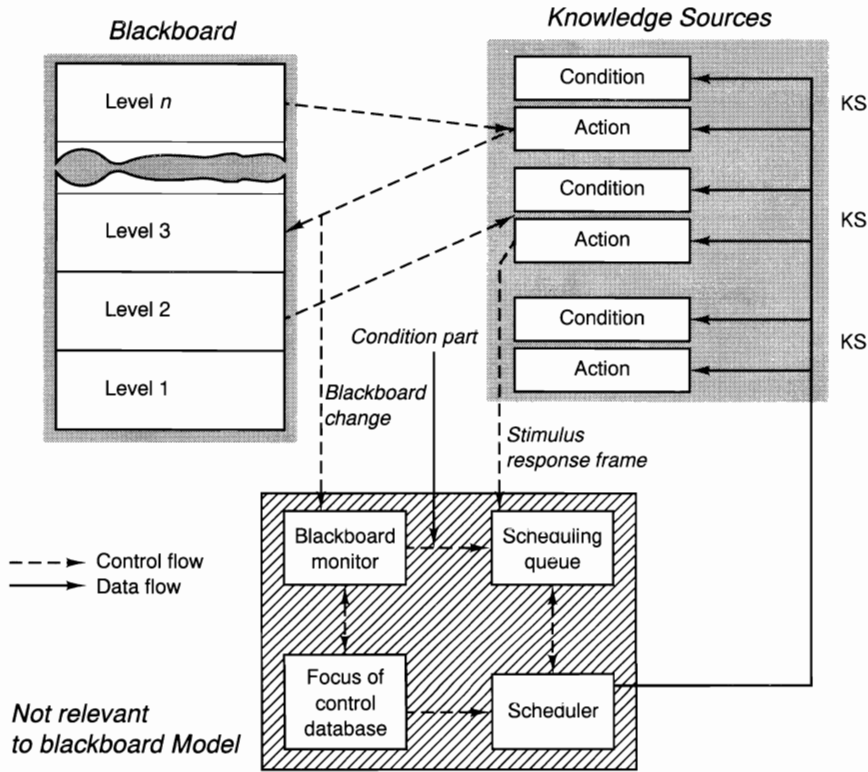 Blackboard
Knowledge Sources
Level n
Level 3
Level 2
Level 1
Condition
Action
KS
Condition
Action
KS
Condition
Action
KS
Condition part
Blackboard
change
Stimulus
response frame
Blackboard
monitor
Scheduling
queue
Focus of
control
database
Scheduler
Control flow
Data flow
Not relevant
to blackboard Model